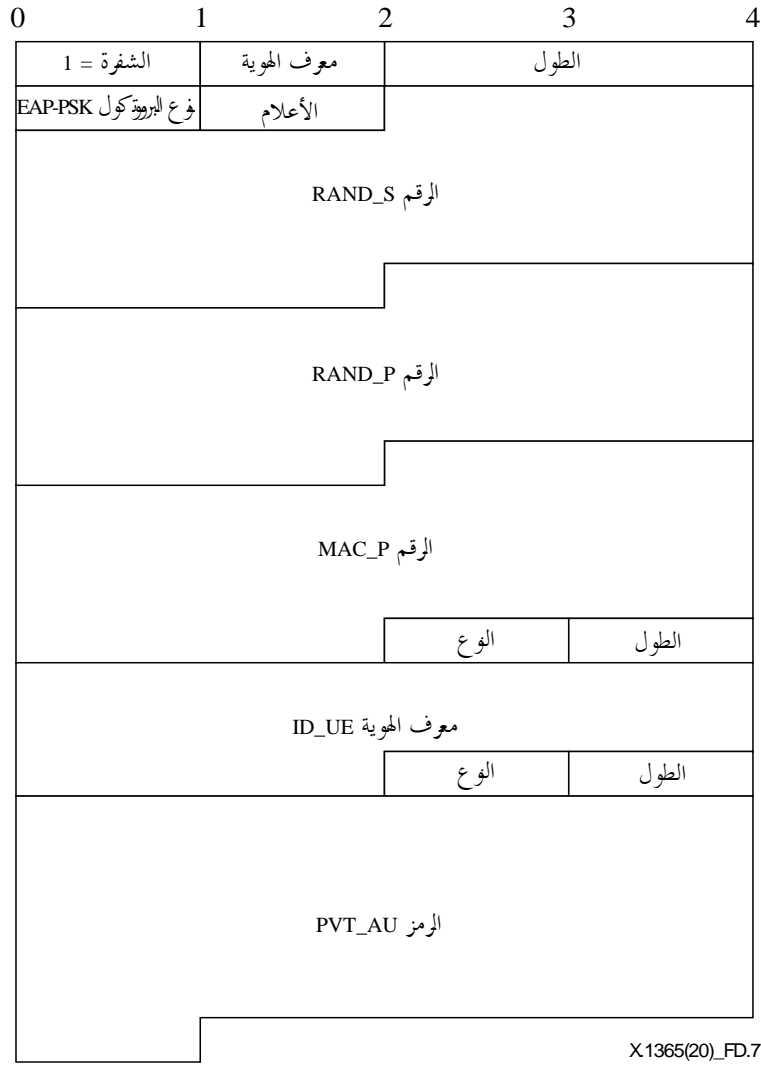 0 1 2 3 4
الشفرة = 1
معرف الهوية
الطول
نوع البروتوكول EAP-PSK
الأعلام
الرقم RAND_S
الرقم RAND_P
الرقم MAC_P
النوع
الطول
معرف الهوية ID_UE
النوع
الطول
الرمز PVT_AU
X.1365(20)_FD.7